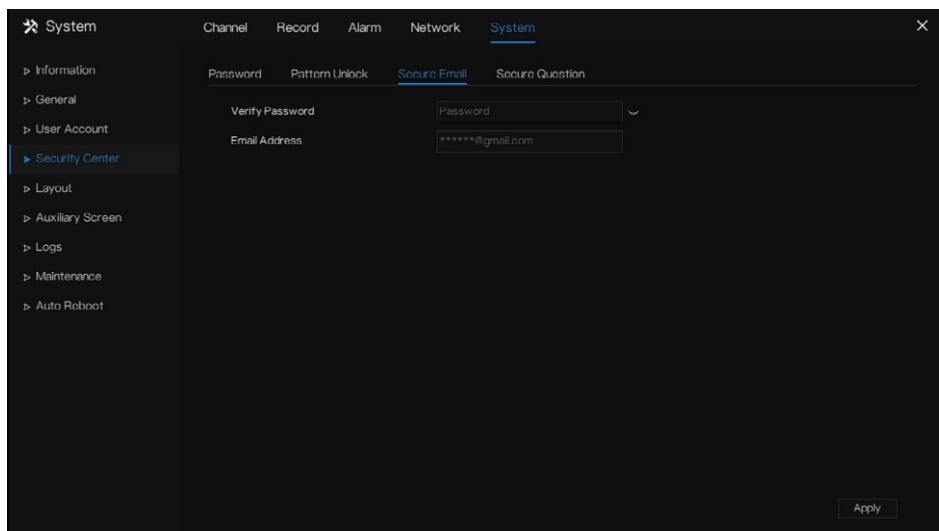 System
Channel Record Alarm Network System
Information
General
User Account
Security Center
Layout
Auxiliary Screen
Logs
Maintenance
Auto Reboot
Password Pattern Unlock Secure Email Secure Question
Verify Password Password
Email Address ******@gmail.com
Apply